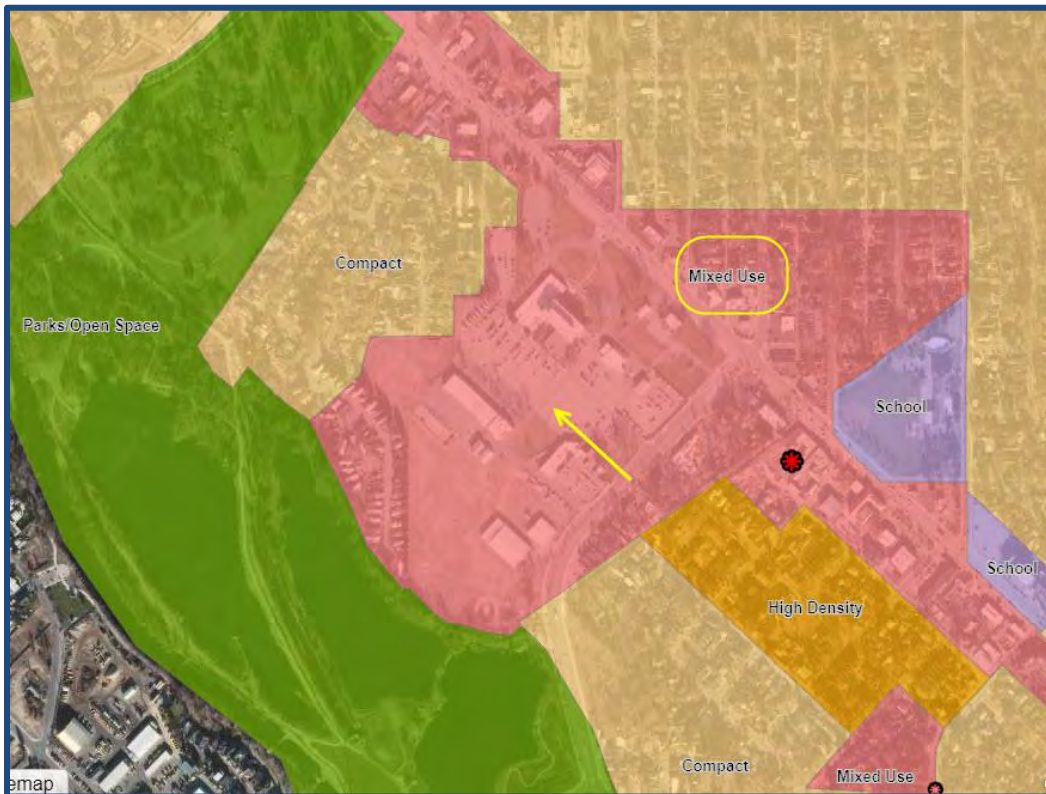 Compact
Mixed Use
Parks/Open Space
School
School
High Density
Compact
Mixed Use
emap